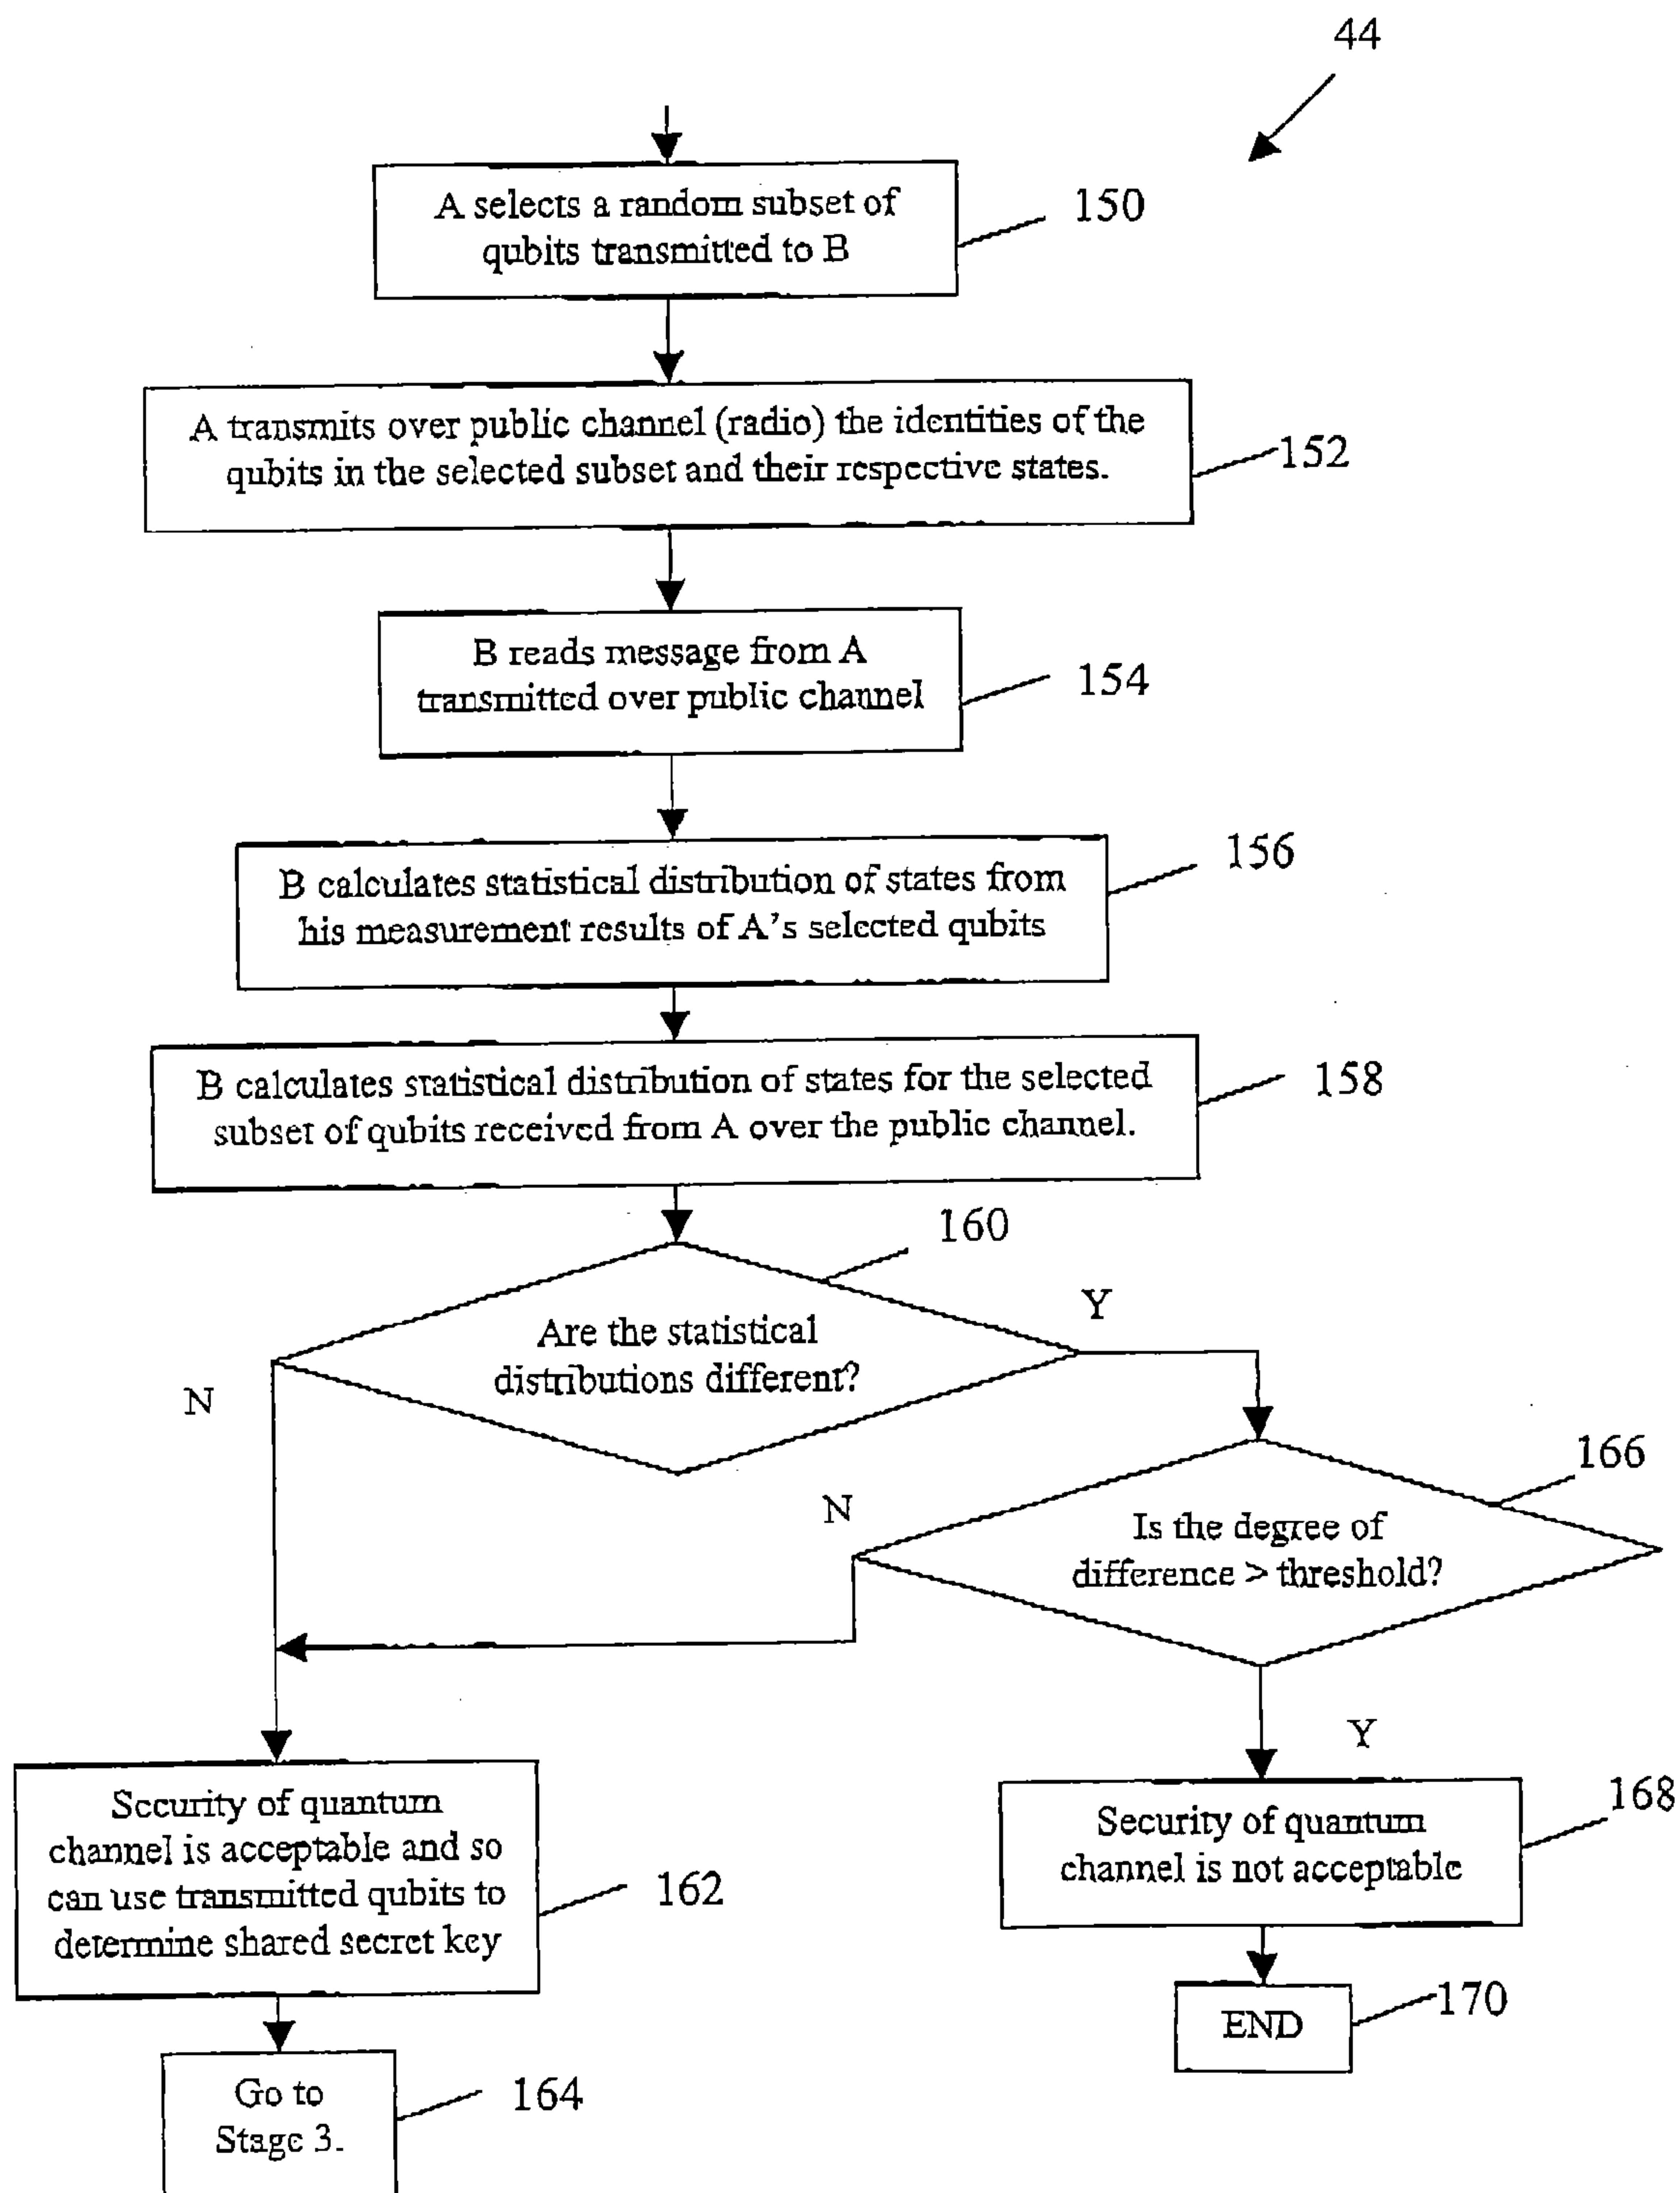 44
A selects a random subset of
qubits transmitted to B
150
A transmits over public channel (radio) the identities of the
qubits in the selected subset and their respective states.
152
B reads message from A
transmitted over public channel
154
B calculates statistical distribution of states from
his measurement results of A's selected qubits
156
B calculates statistical distribution of states for the selected
subset of qubits received from A over the public channel.
158
160
Are the statistical
distributions different?
Y
N
166
Is the degree of
difference > threshold?
N
Y
Security of quantum
channel is acceptable and so
can use transmitted qubits to
determine shared secret key
162
Security of quantum
channel is not acceptable
168
END
170
Go to
Stage 3.
164